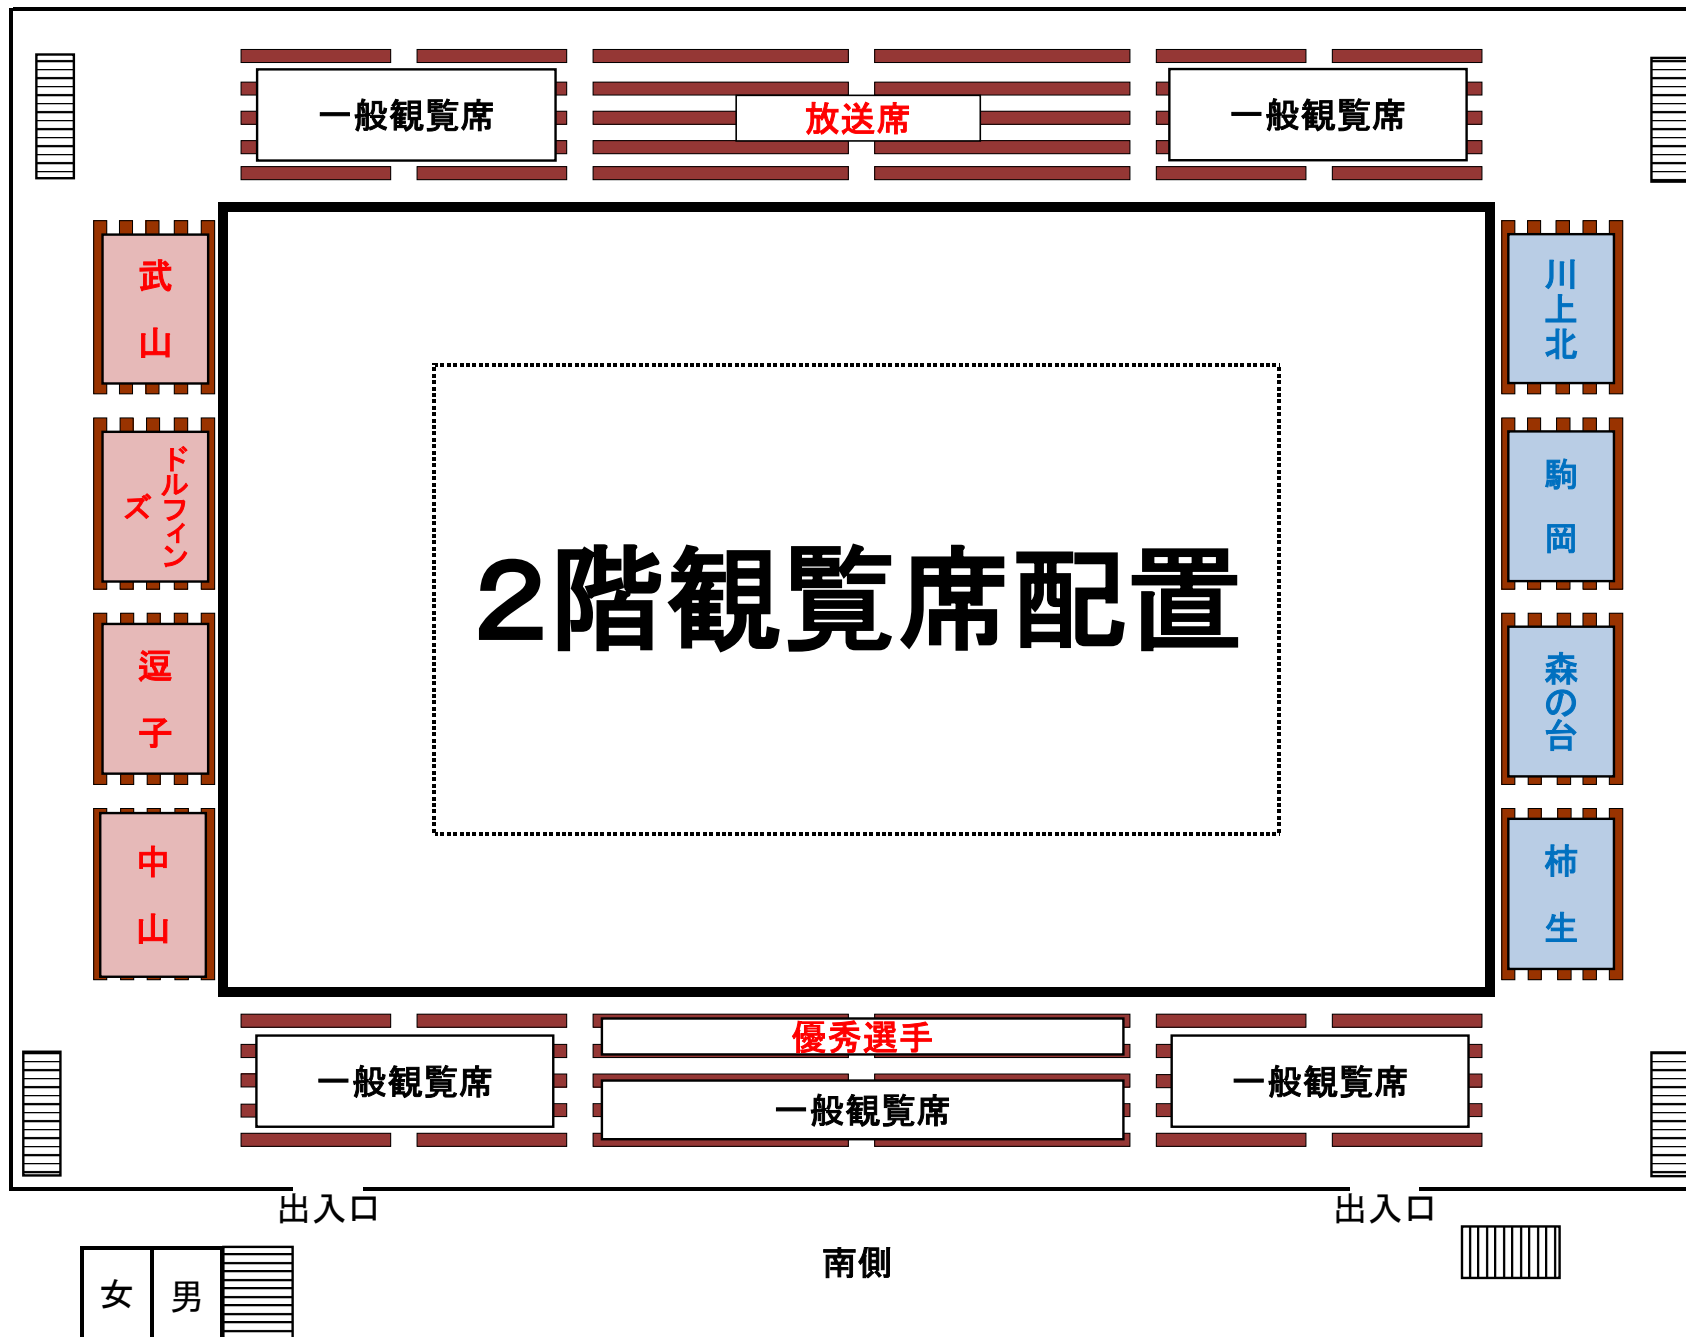 一般観覧席
放送席
一般観覧席
武山
川上北
ドルフィン
ズ
駒岡
2階観覧席配置
逗子
森の台
中山
柿生
優秀選手
一般観覧席
一般観覧席
一般観覧席
出入口
出入口
南側
女
男